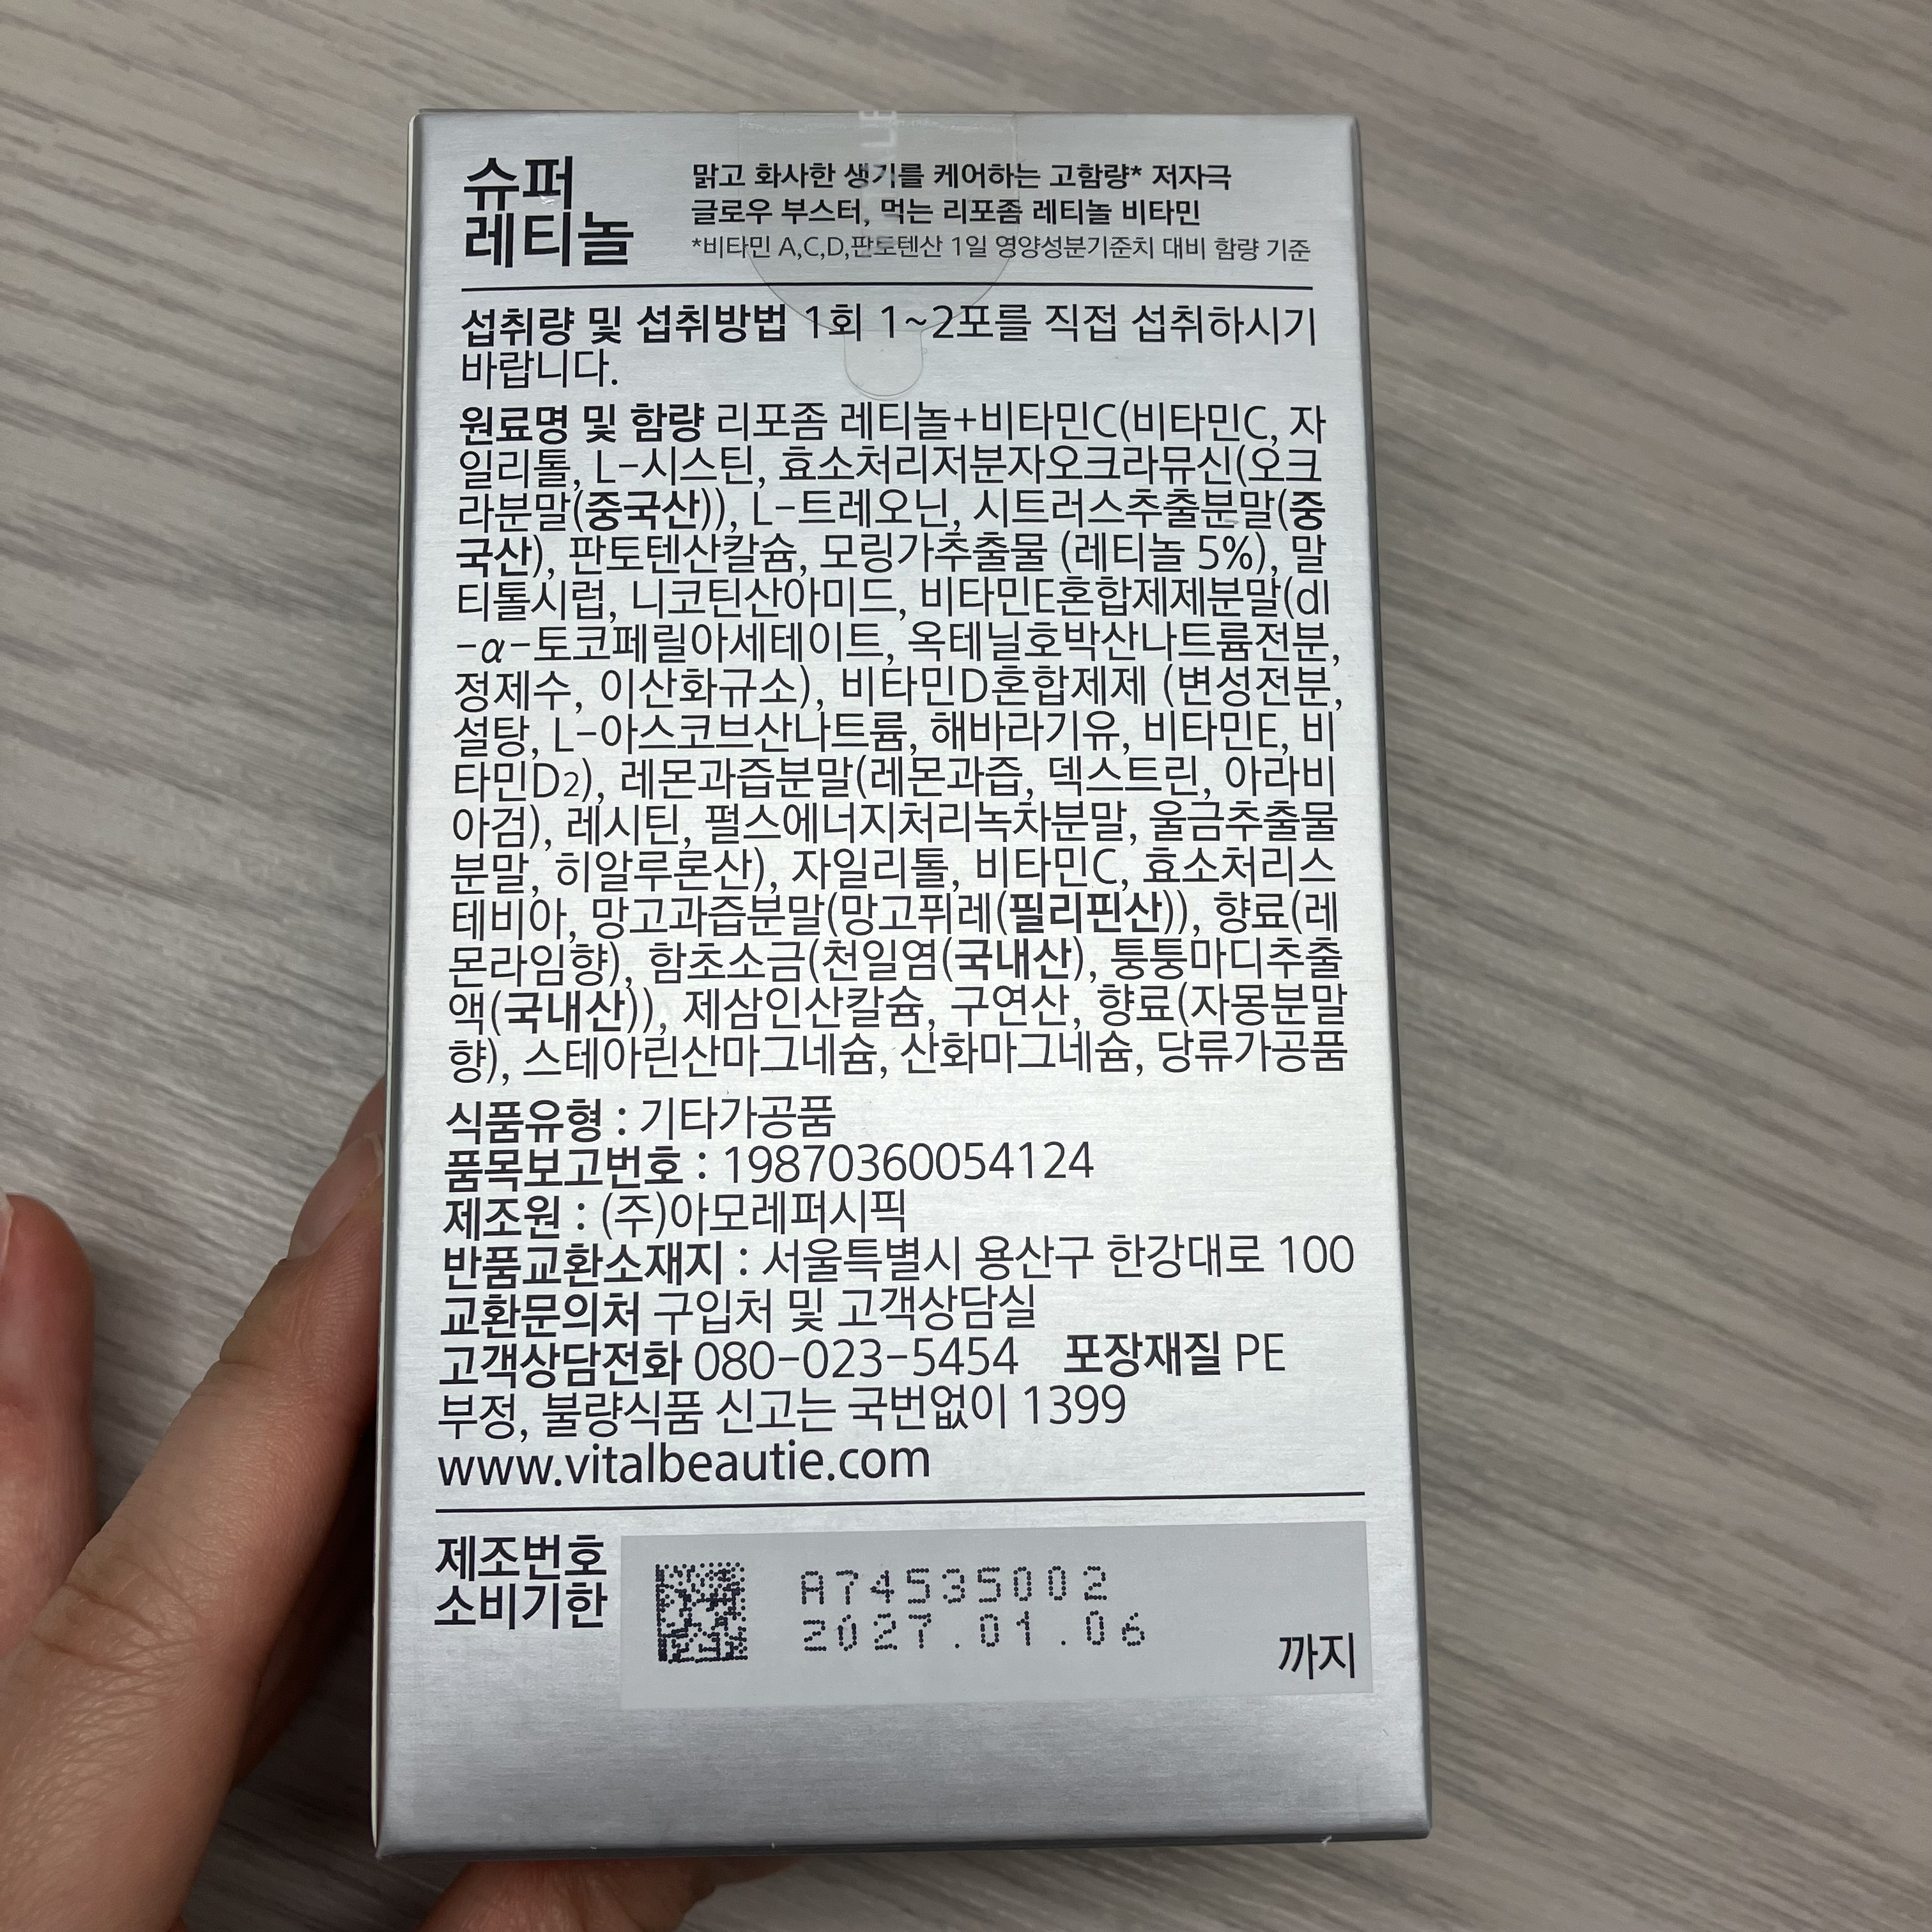 슈퍼
레티놀
맑고 화사한 생기를 케어하는 고함량* 저자극
글로우 부스터, 먹는 리포좀 레티놀 비타민
*비타민 A,C,D,판토텐산 1일 영양성분기준치 대비 함량 기준
섭취량 및 섭취방법 1회 1~2포를 직접 섭취하시기
바랍니다.
원료명 및 함량 리포좀 레티놀+비타민C(비타민C, 자
일리톨, L-시스틴, 효소처리저분자오크라뮤신(오크
라분말(중국산)), L-트레오닌, 시트러스추출분말(중
국산), 판토텐산칼슘, 모링가추출물 (레티놀 5%), 말
티톨시럽, 니코틴산아미드, 비타민E혼합제제분말(dl
-α-토코페릴아세테이트, 옥테닐호박산나트륨전분,
정제수, 이산화규소), 비타민D혼합제제 (변성전분,
설탕, L-아스코브산나트륨, 해바라기유, 비타민E, 비
타민D2), 레몬과즙분말(레몬과즙, 덱스트린, 아라비
아검), 레시틴, 펄스에너지처리녹차분말, 울금추출물
분말, 히알루론산), 자일리톨, 비타민C, 효소처리스
테비아, 망고과즙분말(망고퓌레(필리핀산)), 향료(레
몬라임향), 함초소금(천일염(국내산), 퉁퉁마디추출
액(국내산)), 제삼인산칼슘, 구연산, 향료(자몽분말
향), 스테아린산마그네슘, 산화마그네슘, 당류가공품
식품유형 : 기타가공품
품목보고번호 : 19870360054124
제조원 : (주)아모레퍼시픽
반품교환소재지 : 서울특별시 용산구 한강대로 100
교환문의처 구입처 및 고객상담실
고객상담전화 080-023-5454 포장재질 PE
부정, 불량식품 신고는 국번없이 1399
www.vitalbeautie.com
제조번호 A74535002
소비기한 2027.01.06 까지